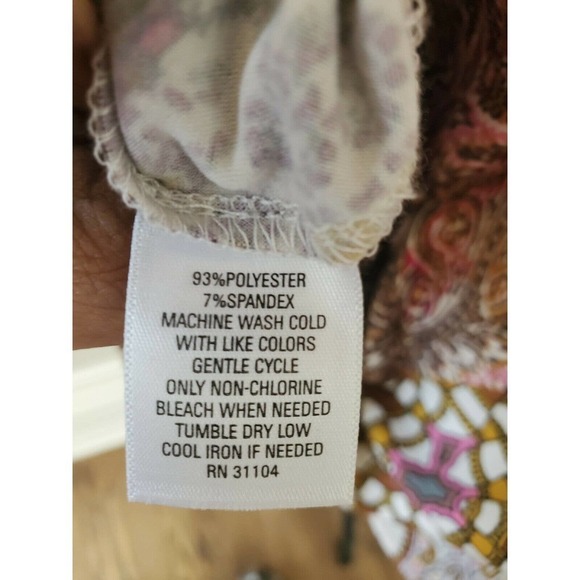 93%POLYESTER
7%SPANDEX
MACHINE WASH COLD
WITH LIKE COLORS
GENTLE CYCLE
ONLY NON-CHLORINE
BLEACH WHEN NEEDED
TUMBLE DRY LOW
COOL IRON IF NEEDED
RN 31104